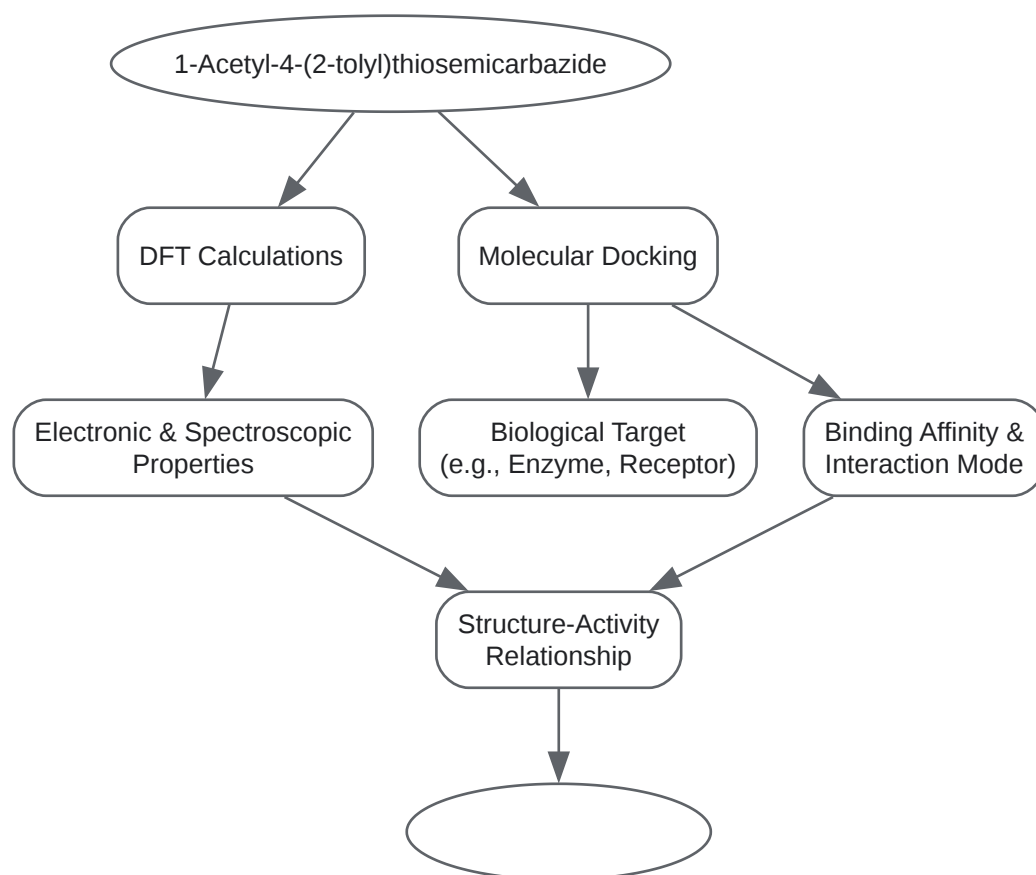 1-Acetyl-4-(2-tolyl)thiosemicarbazide
DFT Calculations
Molecular Docking
Electronic & Spectroscopic
Properties
Biological Target
(e.g., Enzyme, Receptor)
Binding Affinity &
Interaction Mode
Structure-Activity
Relationship